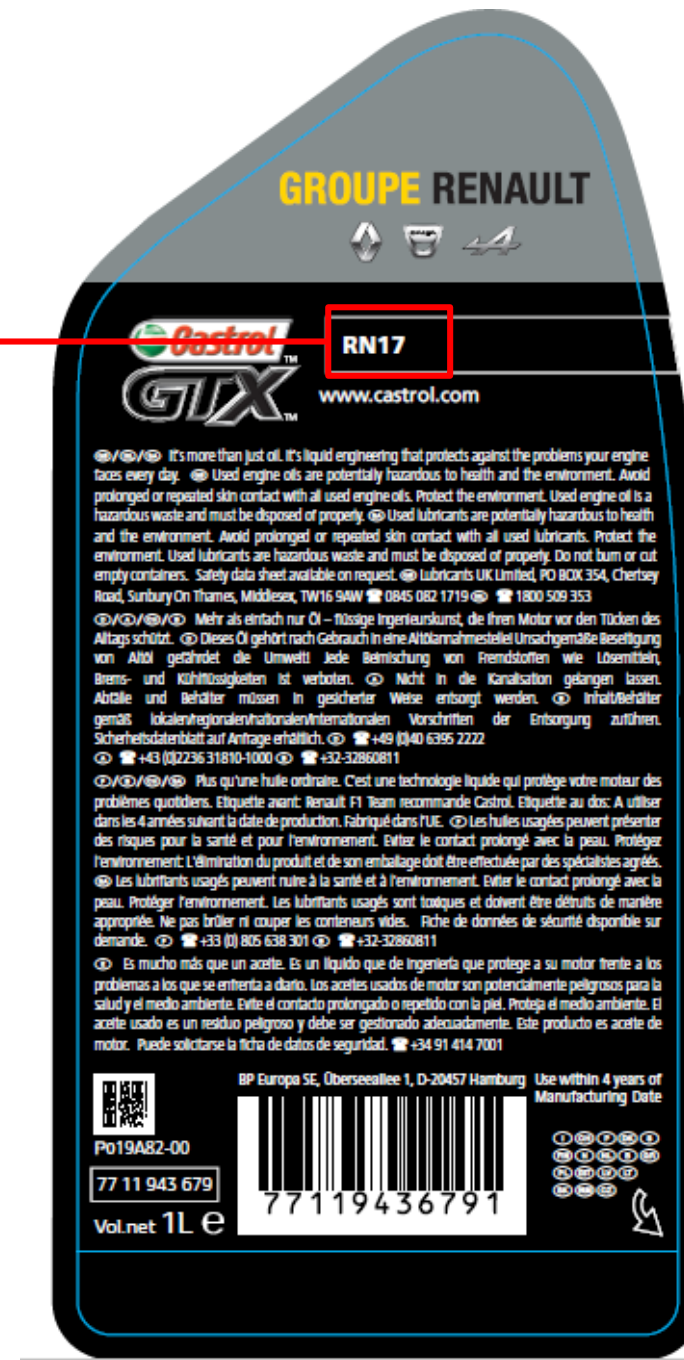 GROUPE RENAULT
Castrol
RN17
GTX
www.castrol.com
It's more than just oil. It's liquid engineering that protects against the problems your engine
faces every day. Used engine oils are potentially hazardous to health and the environment. Avoid
prolonged or repeated skin contact with all used engine oils. Protect the environment. Used engine oil is a
hazardous waste and must be disposed of properly. Used lubricants are potentially hazardous to health
and the environment. Avoid prolonged or repeated skin contact with all used lubricants. Protect the
environment. Used lubricants are hazardous waste and must be disposed of properly. Do not burn or cut
empty containers. Safety data sheet available on request. Lubricants UK Limited, PO BOX 354, Chertsey
Road, Sunbury On Thames, Middlesex, TW16 9AW ☎ 0845 082 1719 ☎ 1800 509 353
Mehr als einfach nur Öl – flüssige Ingenieurskunst, die Ihren Motor vor den Tücken des
Alltags schützt. Dieses Öl gehört nach Gebrauch in eine Altölannahmestelle! Unsachgemäße Beseitigung
von Altöl gefährdet die Umwelt! Jede Beimischung von Fremdstoffen wie Lösemitteln,
Brems- und Kühlflüssigkeiten ist verboten. Nicht in die Kanalisation gelangen lassen.
Abfälle und Behälter müssen in gesicherter Weise entsorgt werden. Inhalt/Behälter
gemäß lokalen/regionalen/nationalen/internationalen Vorschriften der Entsorgung zuführen.
Sicherheitsdatenblatt auf Anfrage erhältlich. ☎ +49 (0)40 6395 2222
☎ +43 (0)2236 31810-1000 ☎ +32-32860811
Plus qu'une huile ordinaire. C'est une technologie liquide qui protège votre moteur des
problèmes quotidiens. Etiquette avant: Renault F1 Team recommande Castrol. Etiquette au dos: A utiliser
dans les 4 années suivant la date de production. Fabriqué dans l'UE. Les huiles usagées peuvent présenter
des risques pour la santé et pour l'environnement. Evitez le contact prolongé avec la peau. Protégez
l'environnement: L'élimination du produit et de son emballage doit être effectuée par des spécialistes agréés.
Les lubrifiants usagés peuvent nuire à la santé et à l'environnement. Eviter le contact prolongé avec la
peau. Protéger l'environnement. Les lubrifiants usagés sont toxiques et doivent être détruits de manière
appropriée. Ne pas brûler ni couper les conteneurs vides. Fiche de données de sécurité disponible sur
demande. ☎ +33 (0) 805 638 301 ☎ +32-32860811
Es mucho más que un aceite. Es un líquido que de ingeniería que protege a su motor frente a los
problemas a los que se enfrenta a diario. Los aceites usados de motor son potencialmente peligrosos para la
salud y el medio ambiente. Evite el contacto prolongado o repetido con la piel. Proteja el medio ambiente. El
aceite usado es un residuo peligroso y debe ser gestionado adecuadamente. Este producto es aceite de
motor. Puede solicitarse la ficha de datos de seguridad. ☎ +34 91 414 7001
BP Europa SE, Überseeallee 1, D-20457 Hamburg
Use within 4 years of
Manufacturing Date
P019A82-00
77 11 943 679
Vol.net 1L e
77119436791